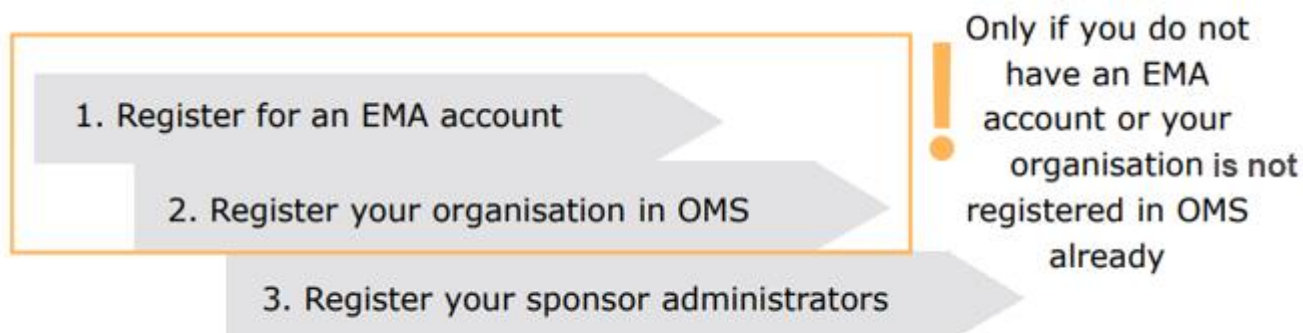 1. Register for an EMA account
2. Register your organisation in OMS
3. Register your sponsor administrators
!
Only if you do not
have an EMA
account or your
organisation is not
registered in OMS
already